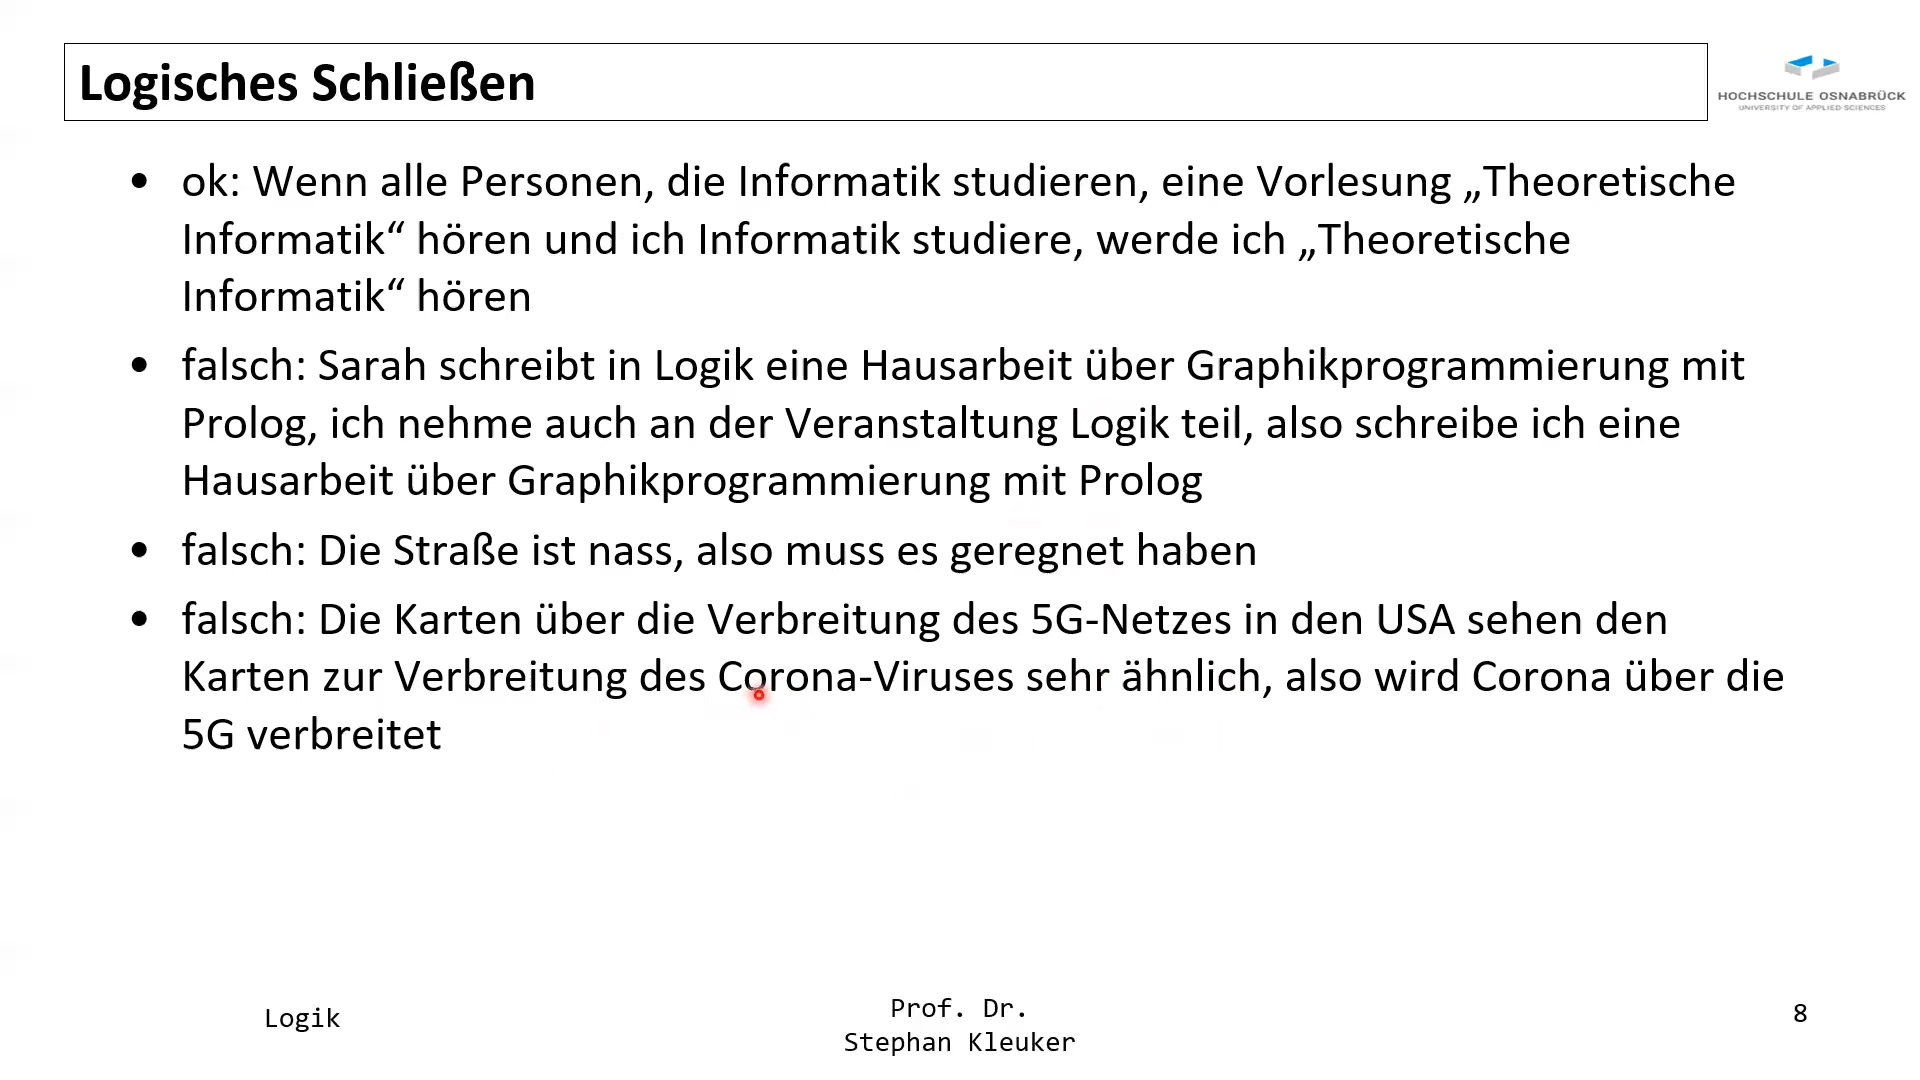 Logisches Schließen
HOCHSCHULE OSNABRÜCK
UNIVERSITY OF APPLIED SCIENCES
• ok: Wenn alle Personen, die Informatik studieren, eine Vorlesung „Theoretische
Informatik“ hören und ich Informatik studiere, werde ich „Theoretische
Informatik“ hören
• falsch: Sarah schreibt in Logik eine Hausarbeit über Graphikprogrammierung mit
Prolog, ich nehme auch an der Veranstaltung Logik teil, also schreibe ich eine
Hausarbeit über Graphikprogrammierung mit Prolog
• falsch: Die Straße ist nass, also muss es geregnet haben
• falsch: Die Karten über die Verbreitung des 5G-Netzes in den USA sehen den
Karten zur Verbreitung des Corona-Viruses sehr ähnlich, also wird Corona über die
5G verbreitet
Logik
Prof. Dr.
Stephan Kleuker
8